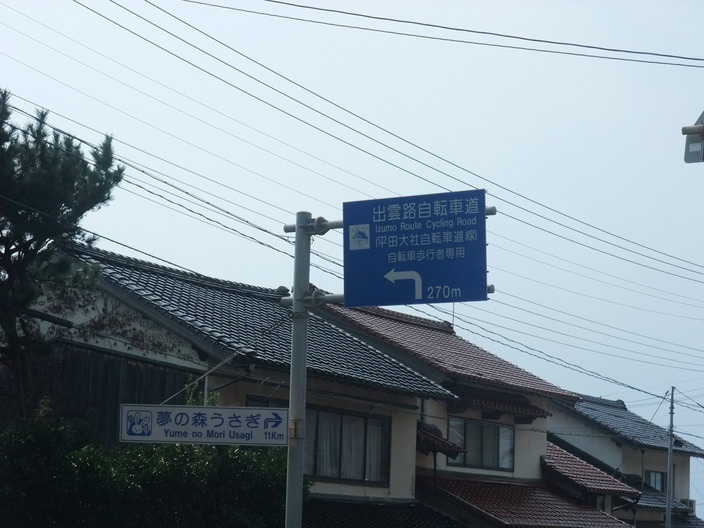 出雲路自転車道
Izumo Route Cycling Road
(平田大社自転車道線)
自転車歩行者専用
270m
夢の森うさぎ
Yume no Mori Usagi 11Km